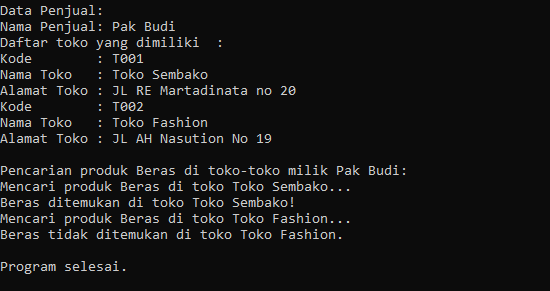 Data Penjual:
Nama Penjual: Pak Budi
Daftar toko yang dimiliki  :
Kode        : T001
Nama Toko   : Toko Sembako
Alamat Toko : JL RE Martadinata no 20
Kode        : T002
Nama Toko   : Toko Fashion
Alamat Toko : JL AH Nasution No 19

Pencarian produk Beras di toko-toko milik Pak Budi:
Mencari produk Beras di toko Toko Sembako...
Beras ditemukan di toko Toko Sembako!
Mencari produk Beras di toko Toko Fashion...
Beras tidak ditemukan di toko Toko Fashion.

Program selesai.